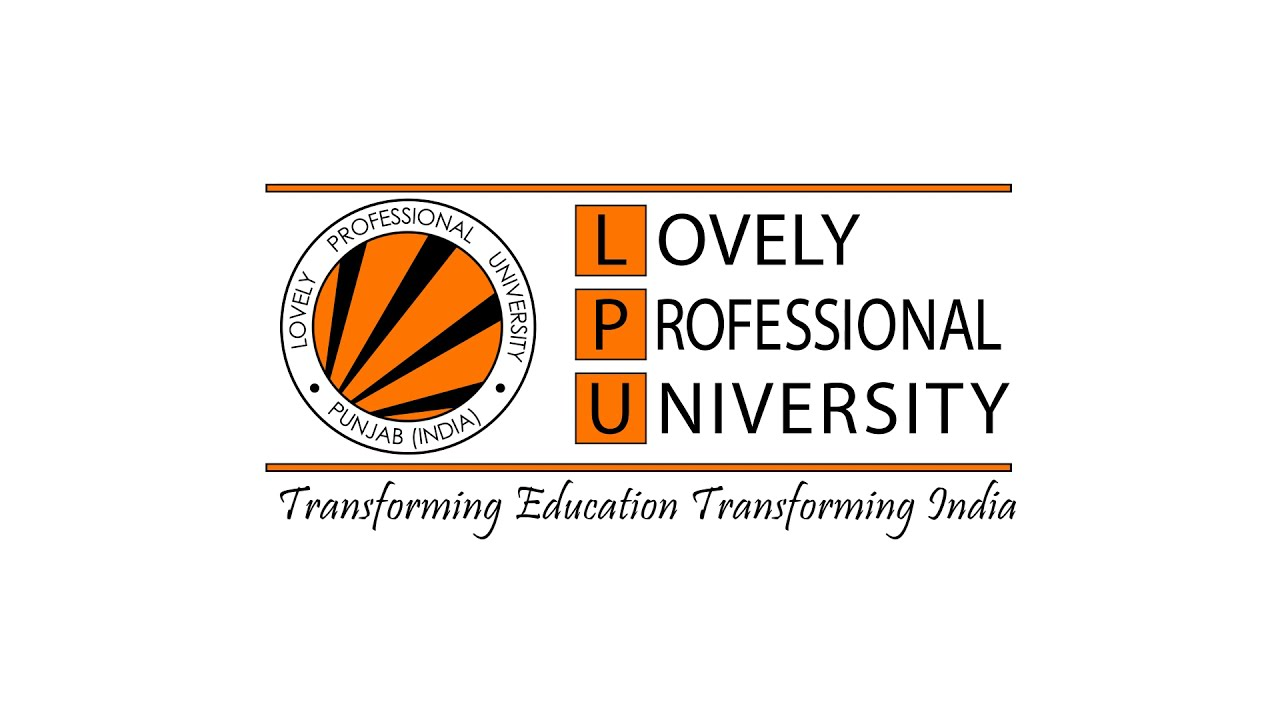 LOVELY PROFESSIONAL UNIVERSITY
PUNJAB (INDIA)
LOVELY
PROFESSIONAL
UNIVERSITY
Transforming Education Transforming India